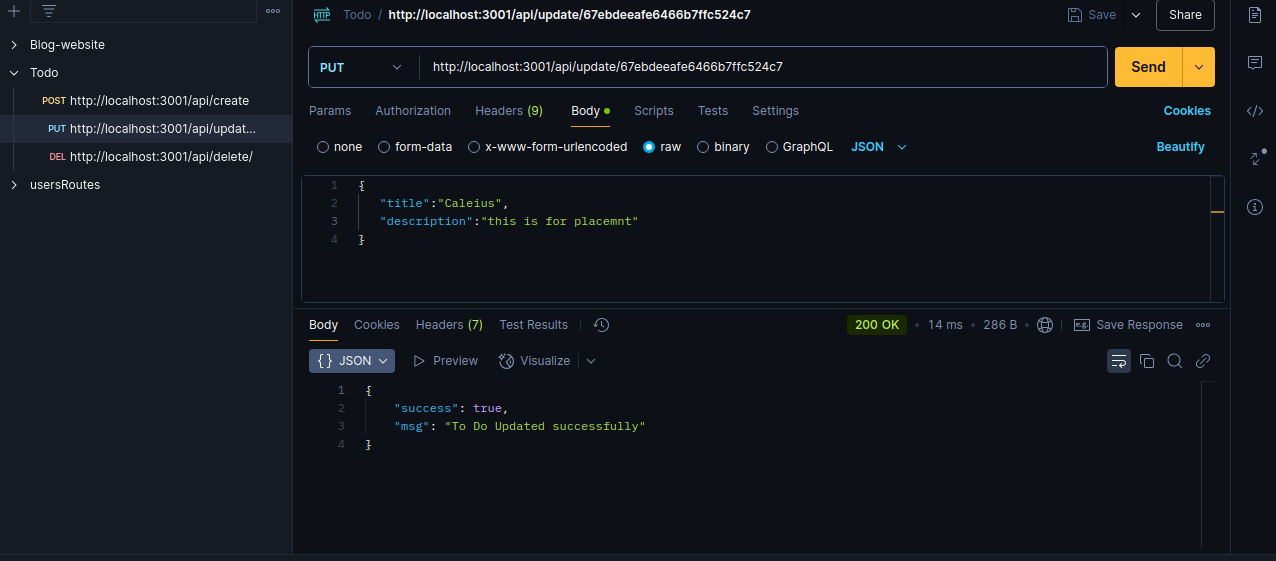 Todo / http://localhost:3001/api/update/67ebdeeafe6466b7ffc524c7 Save Share
Blog-website
Todo
POST http://localhost:3001/api/create
PUT http://localhost:3001/api/updat...
DEL http://localhost:3001/api/delete/
usersRoutes
PUT http://localhost:3001/api/update/67ebdeeafe6466b7ffc524c7 Send
Params Authorization Headers (9) Body Scripts Tests Settings Cookies
none form-data x-www-form-urlencoded raw binary GraphQL JSON Beautify
1 {
2 "title":"Caleius",
3 "description":"this is for placemnt"
4 }
Body Cookies Headers (7) Test Results 200 OK • 14 ms • 286 B • e.g. Save Response
{} JSON Preview Visualize
1 {
2 "success": true,
3 "msg": "To Do Updated successfully"
4 }